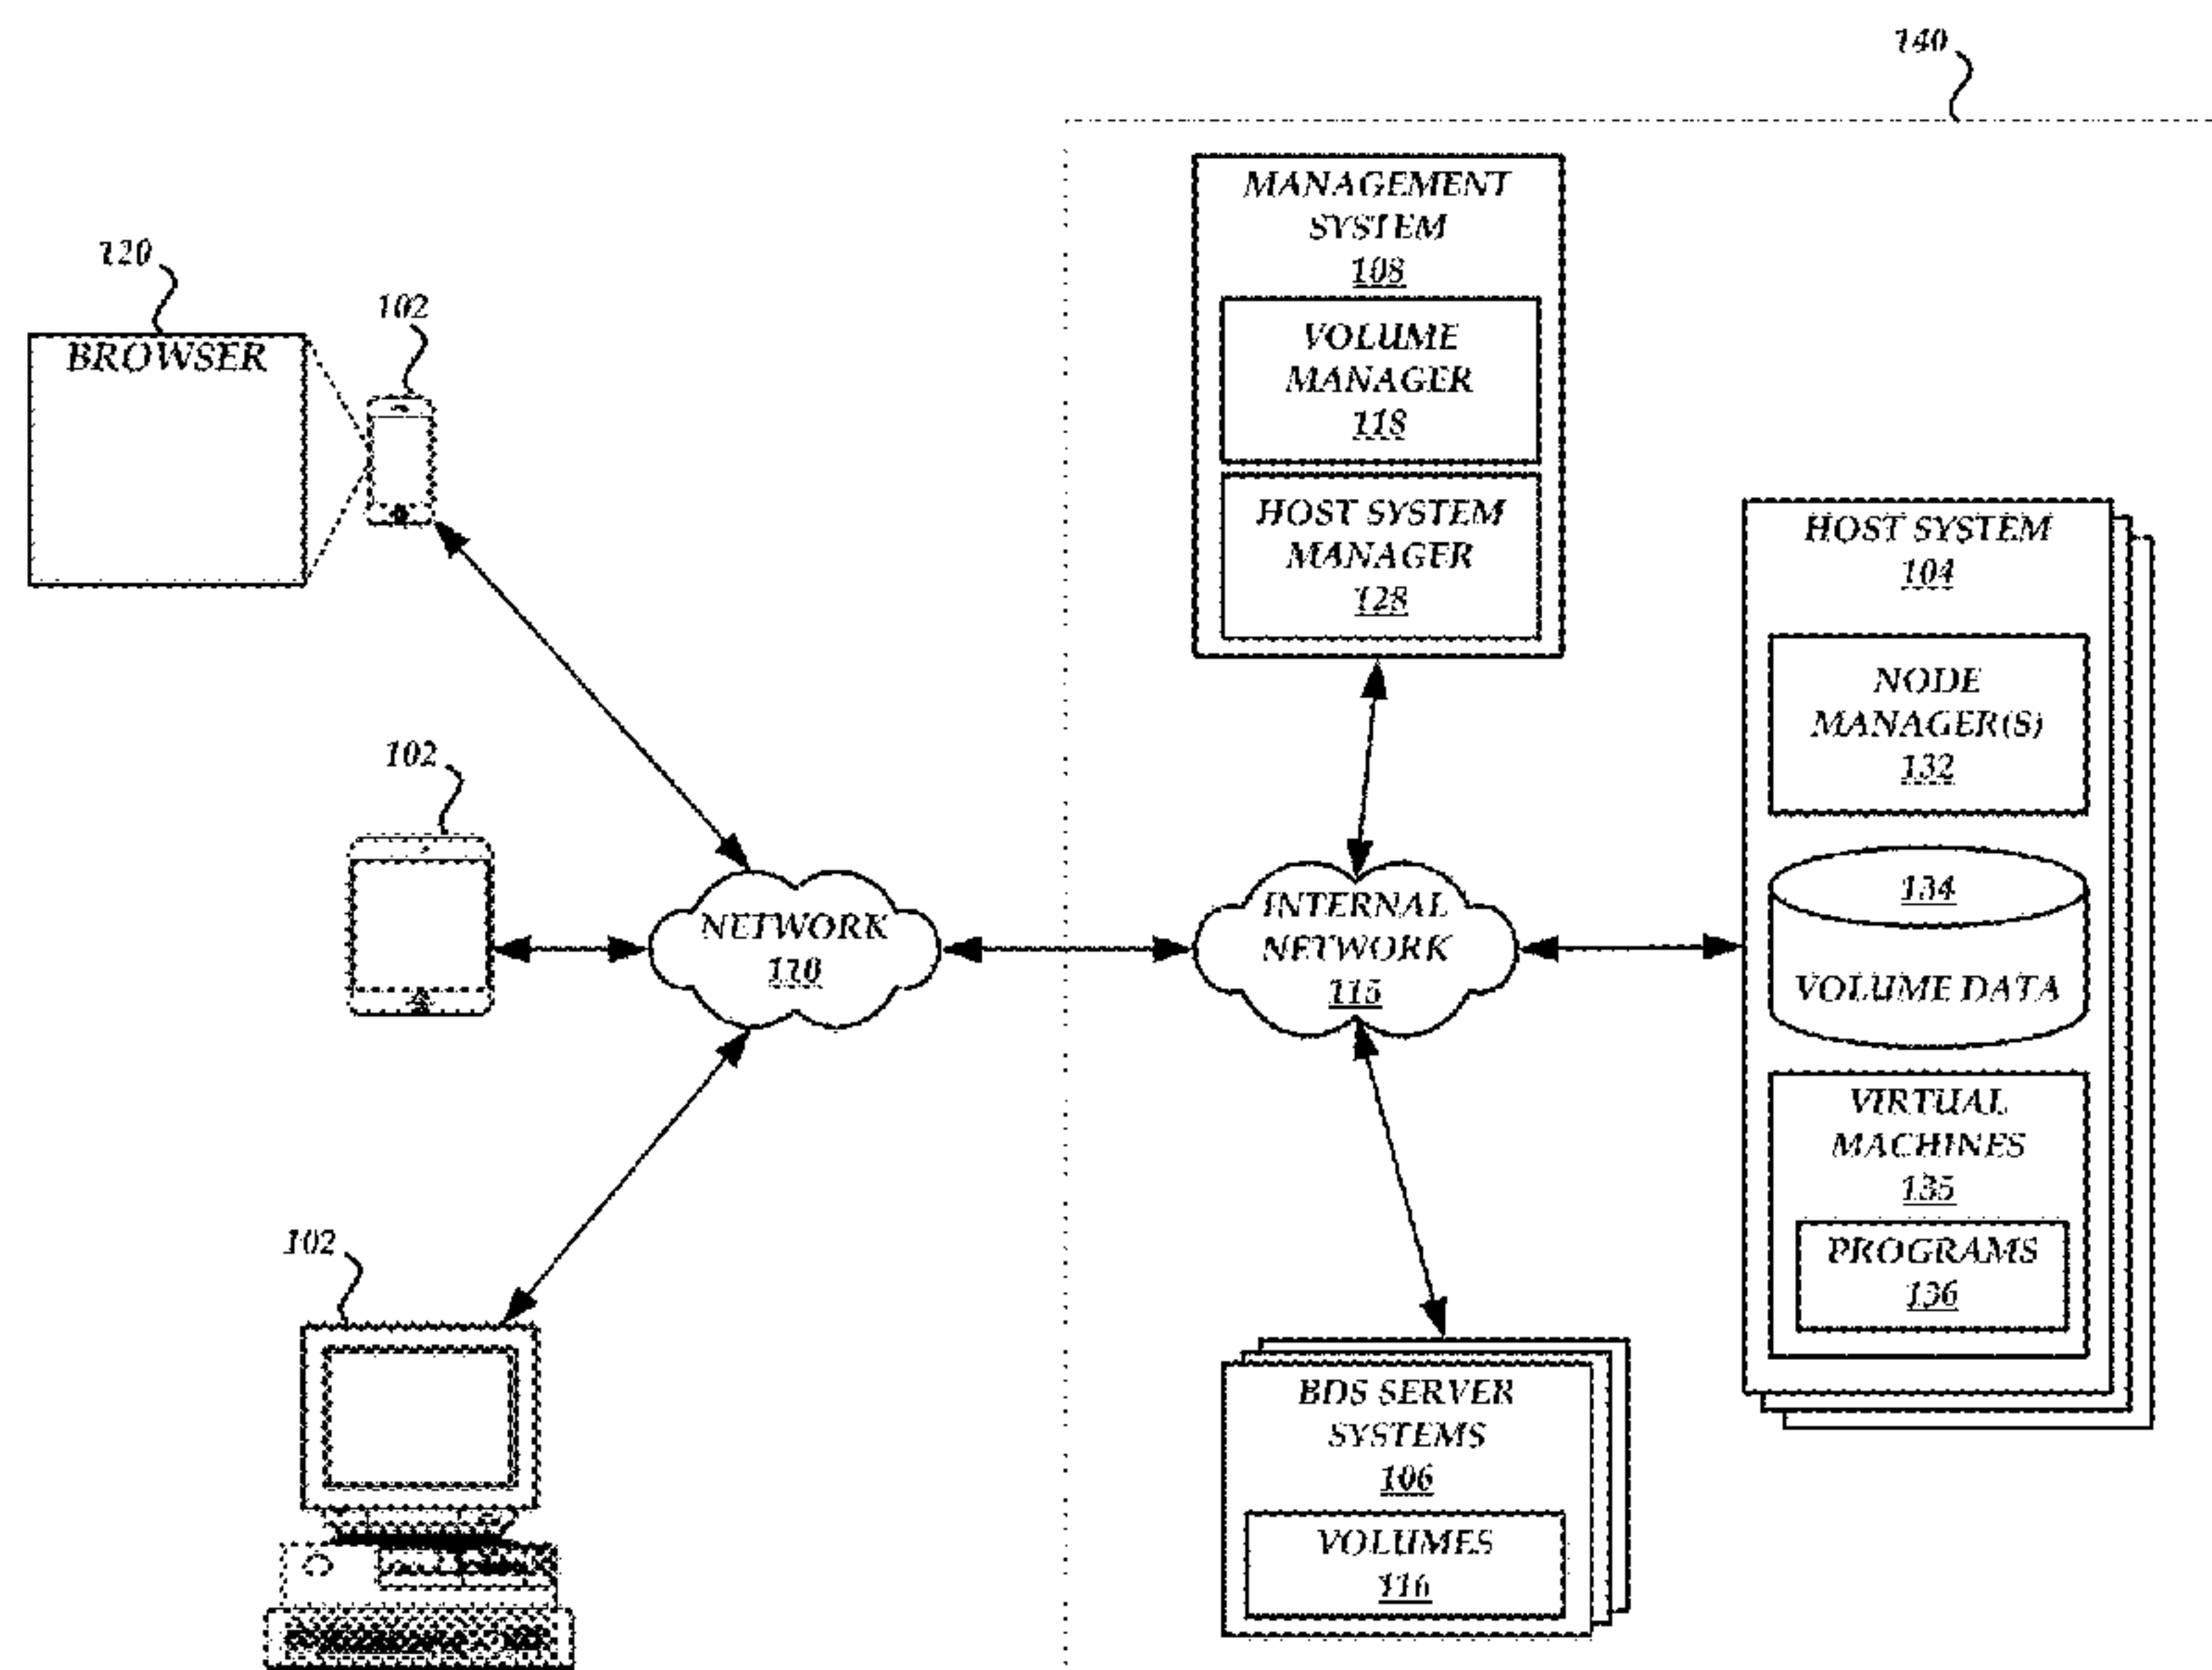 140
120
102
BROWSER
102
102
NETWORK
110
MANAGEMENT
SYSTEM
108
VOLUME
MANAGER
118
HOST SYSTEM
MANAGER
128
INTERNAL
NETWORK
115
BDS SERVER
SYSTEMS
106
VOLUMES
116
HOST SYSTEM
104
NODE
MANAGER(S)
132
134
VOLUME DATA
VIRTUAL
MACHINES
135
PROGRAMS
136